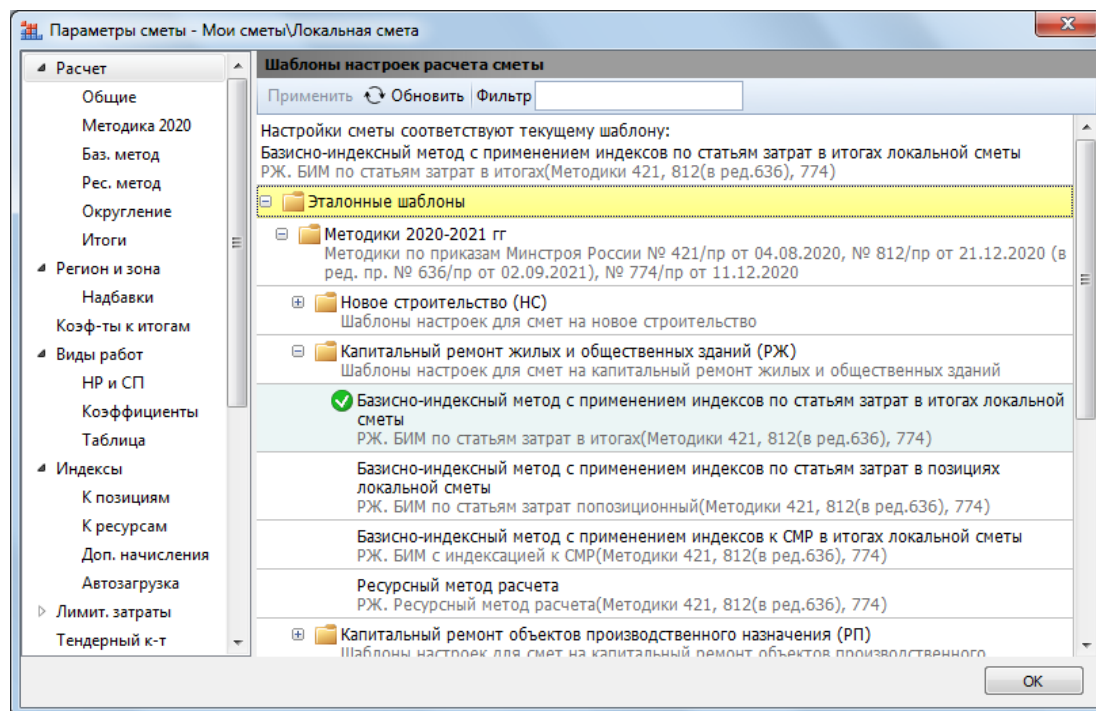 Параметры сметы - Мои сметы\Локальная смета
Расчет
Общие
Методика 2020
Баз. метод
Рес. метод
Округление
Итоги
Регион и зона
Надбавки
Коэф-ты к итогам
Виды работ
НР и СП
Коэффициенты
Таблица
Индексы
К позициям
К ресурсам
Доп. начисления
Автозагрузка
Лимит. затраты
Тендерный к-т
Шаблоны настроек расчета сметы
Применить Обновить Фильтр
Настройки сметы соответствуют текущему шаблону:
Базисно-индексный метод с применением индексов по статьям затрат в итогах локальной сметы
РЖ. БИМ по статьям затрат в итогах(Методики 421, 812(в ред.636), 774)
Эталонные шаблоны
Методики 2020-2021 гг
Методики по приказам Минстроя России № 421/пр от 04.08.2020, № 812/пр от 21.12.2020 (в
ред. пр. № 636/пр от 02.09.2021), № 774/пр от 11.12.2020
Новое строительство (НС)
Шаблоны настроек для смет на новое строительство
Капитальный ремонт жилых и общественных зданий (РЖ)
Шаблоны настроек для смет на капитальный ремонт жилых и общественных зданий
Базисно-индексный метод с применением индексов по статьям затрат в итогах локальной
сметы
РЖ. БИМ по статьям затрат в итогах(Методики 421, 812(в ред.636), 774)
Базисно-индексный метод с применением индексов по статьям затрат в позициях
локальной сметы
РЖ. БИМ по статьям затрат попозиционный(Методики 421, 812(в ред.636), 774)
Базисно-индексный метод с применением индексов к СМР в итогах локальной сметы
РЖ. БИМ с индексацией к СМР(Методики 421, 812(в ред.636), 774)
Ресурсный метод расчета
РЖ. Ресурсный метод расчета(Методики 421, 812(в ред.636), 774)
Капитальный ремонт объектов производственного назначения (РП)
Шаблоны настроек для смет на капитальный ремонт объектов производственного
ОК